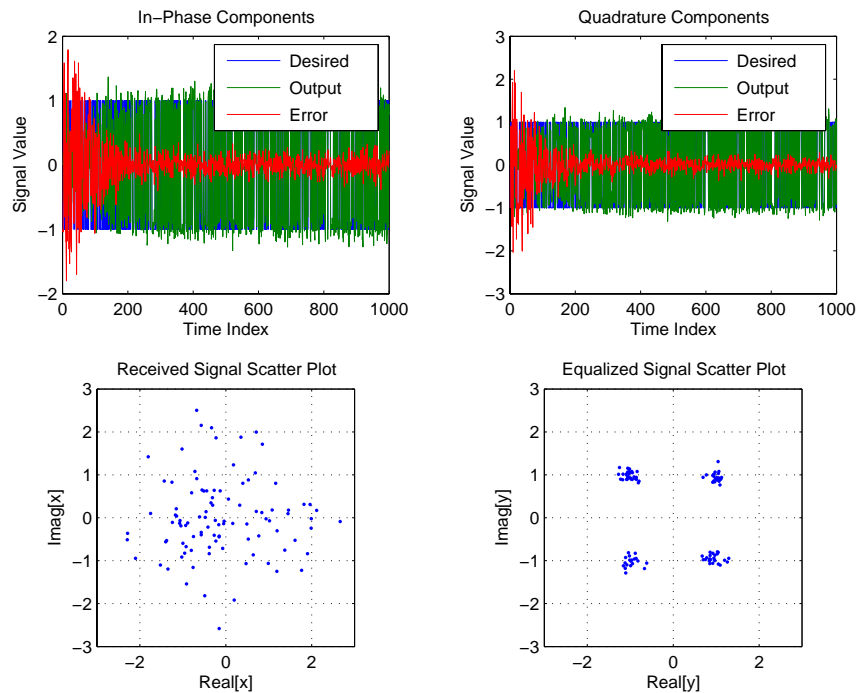 In−Phase Components
2
1
0
−1
−2
0
200
400
600
800
1000
Signal Value
Time Index
Desired
Output
Error
Quadrature Components
3
2
1
0
−1
−2
−3
0
200
400
600
800
1000
Signal Value
Time Index
Desired
Output
Error
Received Signal Scatter Plot
3
2
1
0
−1
−2
−3
−2
0
2
Imag[x]
Real[x]
Equalized Signal Scatter Plot
3
2
1
0
−1
−2
−3
−2
0
2
Imag[y]
Real[y]